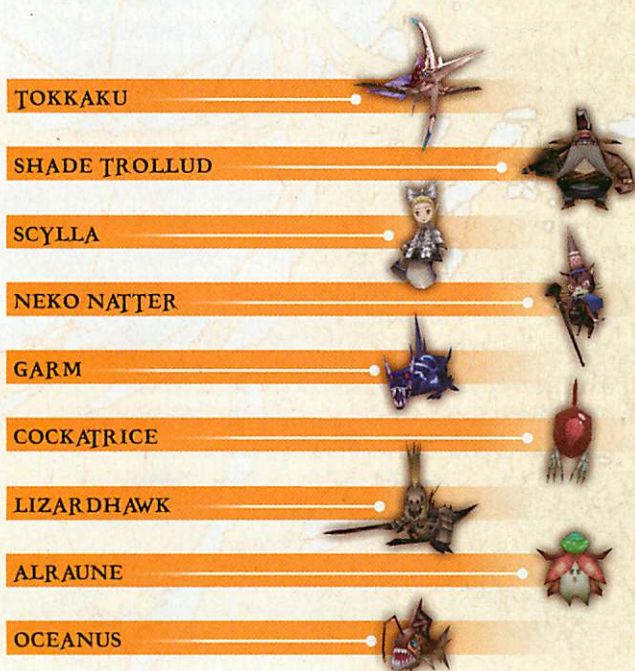 TOKKAKU
SHADE TROLLUD
SCYLLA
NEKO NATTER
GARM
COCKATRICE
LIZARDHAWK
ALRAUNE
OCEANUS